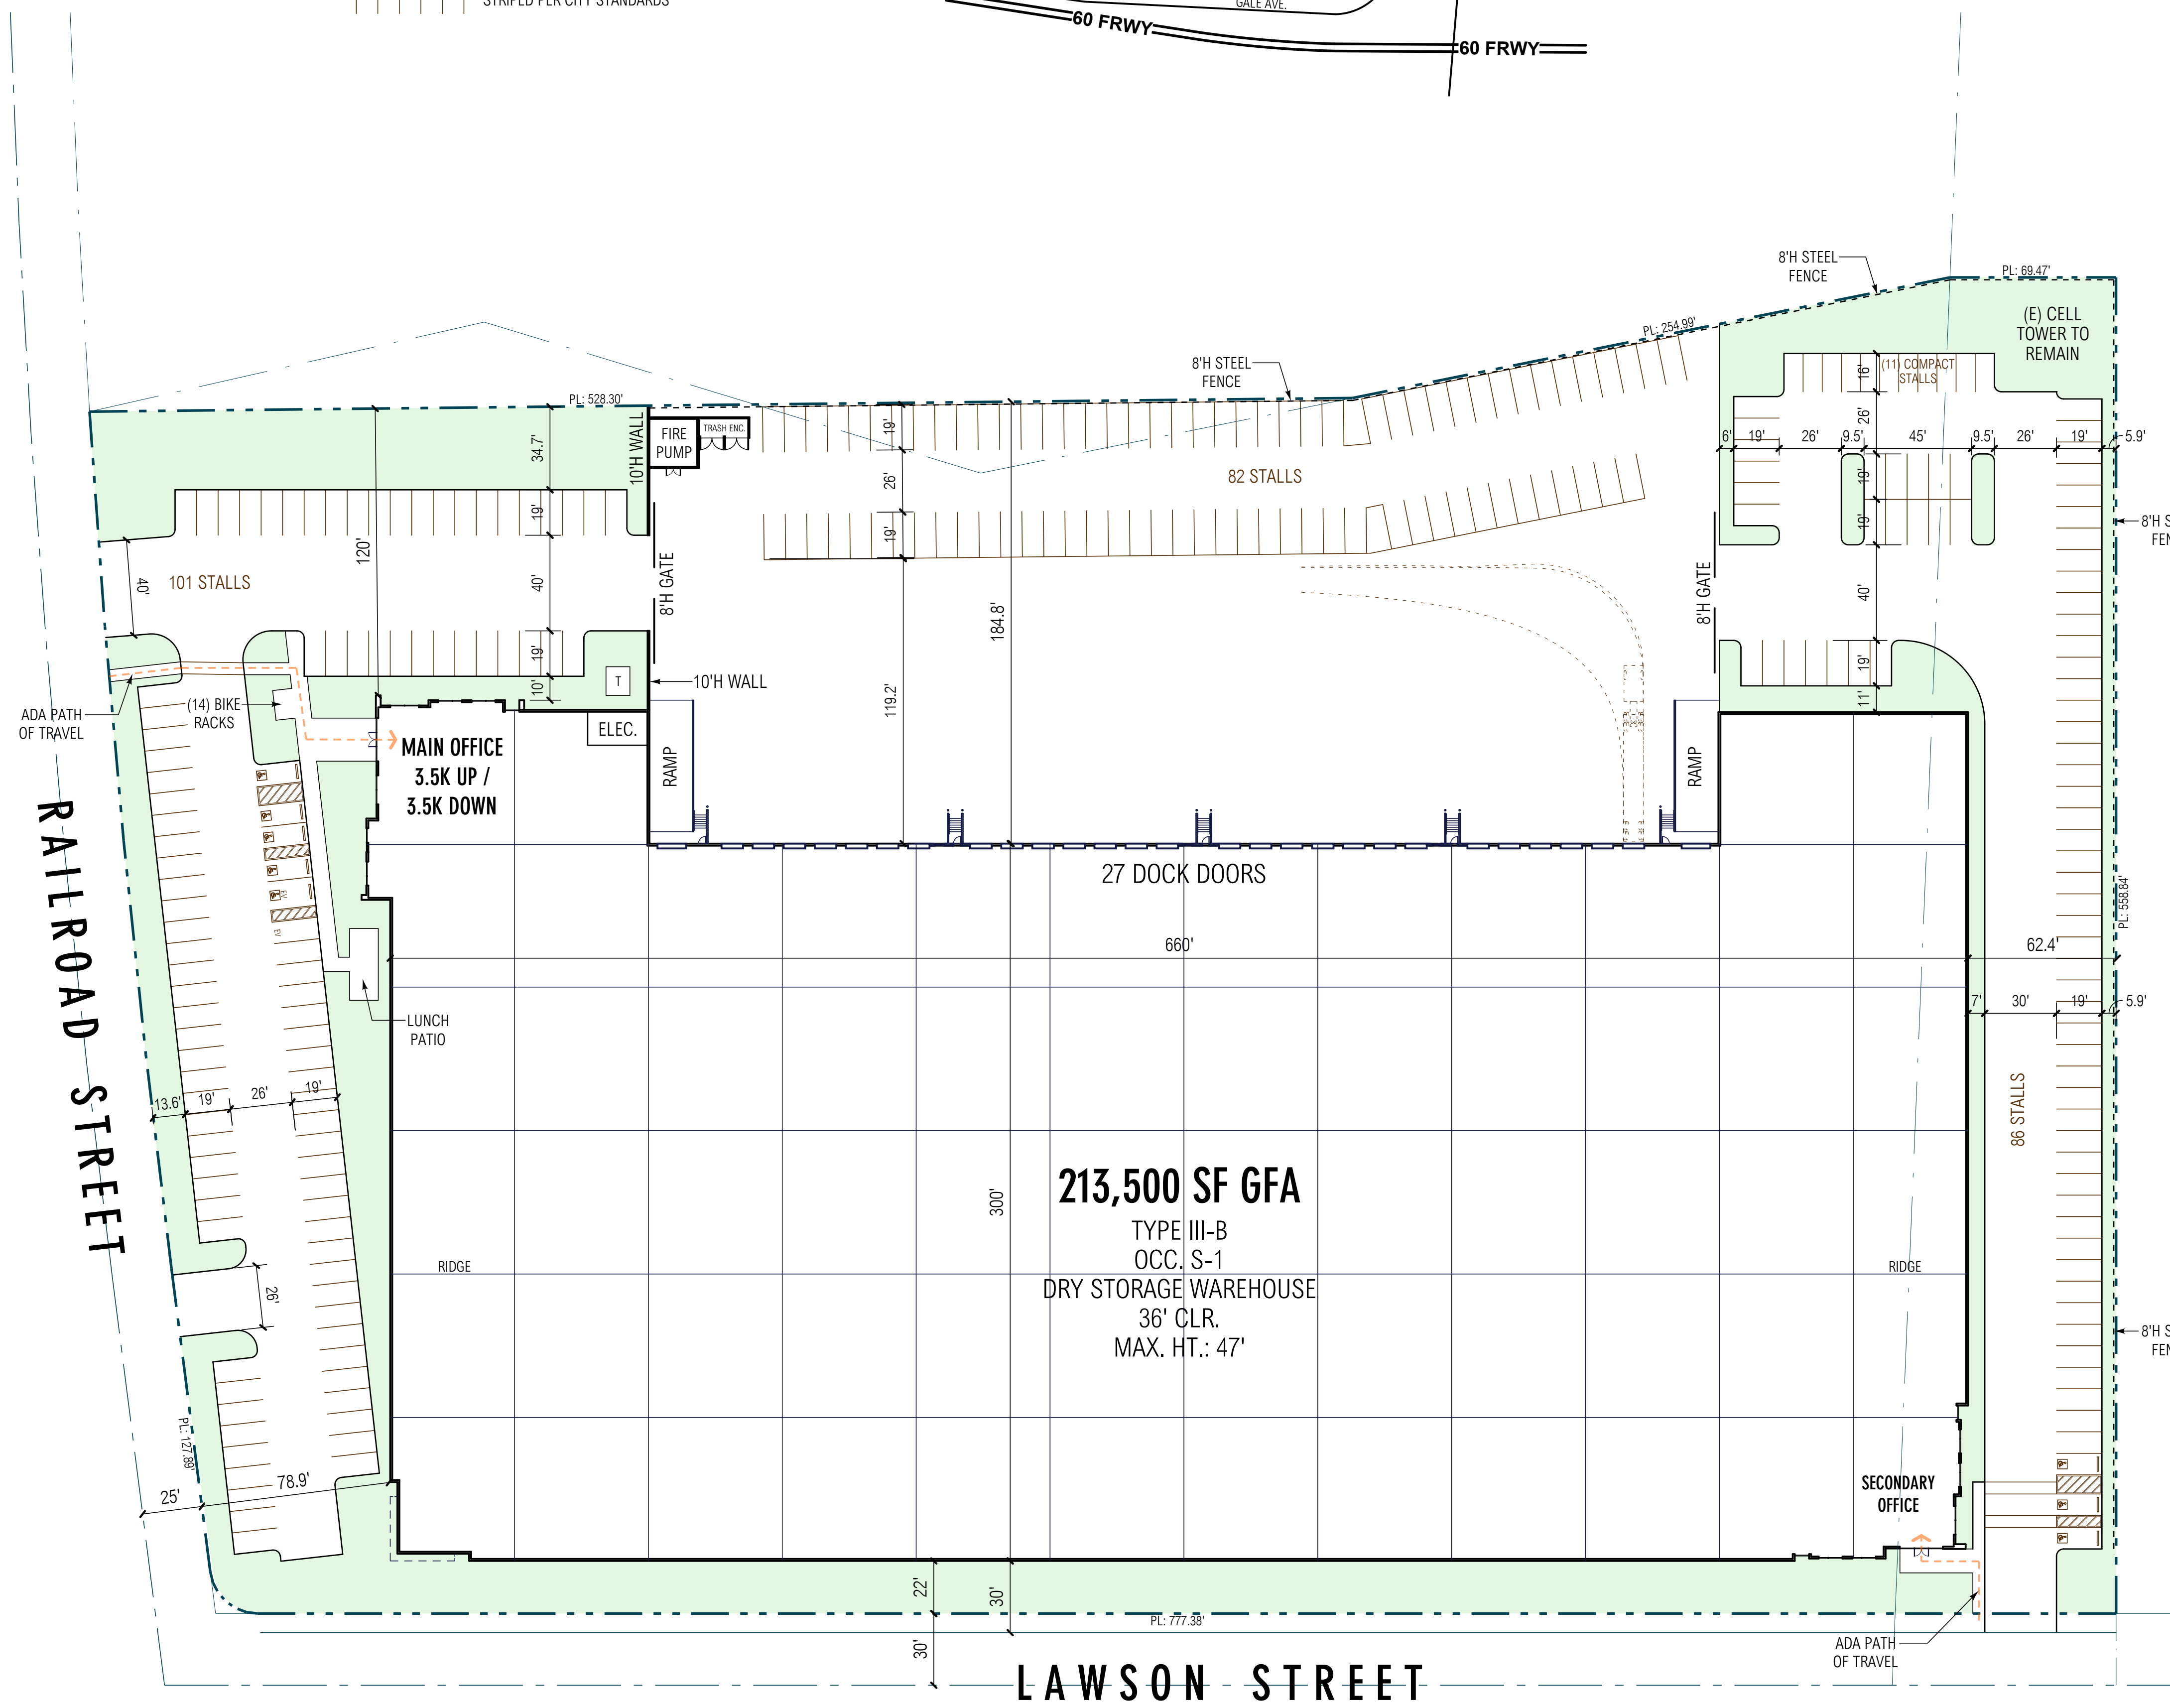 STRIPED PER CITY STANDARDS
GALE AVE.
60 FRWY
60 FRWY
8'H STEEL
FENCE
PL: 69.47'
(E) CELL
TOWER TO
REMAIN
PL: 254.99'
8'H STEEL
FENCE
(11) COMPACT
STALLS
16'
PL: 528.30'
10'H WALL
FIRE
PUMP
TRASH ENC.
34.7'
19'
26'
6'
19'
26'
9.5'
45'
9.5'
26'
19'
5.9'
82 STALLS
26'
19'
19'
19'
19'
8'H S
FEN
120'
40'
101 STALLS
40'
8'H GATE
184.8'
8'H GATE
40'
19'
10'
T
10'H WALL
119.2'
19'
11'
ADA PATH
OF TRAVEL
(14) BIKE
RACKS
ELEC.
MAIN OFFICE
3.5K UP /
3.5K DOWN
RAMP
RAMP
27 DOCK DOORS
EV
EV
PL: 558.84'
660'
62.4'
RAILROAD STREET
LUNCH
PATIO
7'
30'
19'
5.9'
13.6'
19'
26'
19'
86 STALLS
213,500 SF GFA
TYPE III-B
OCC. S-1
DRY STORAGE WAREHOUSE
36' CLR.
MAX. HT.: 47'
300'
RIDGE
RIDGE
26'
8'H S
FEN
PL: 127.89'
25'
78.9'
SECONDARY
OFFICE
22'
30'
PL: 777.38'
30'
ADA PATH
OF TRAVEL
LAWSON STREET